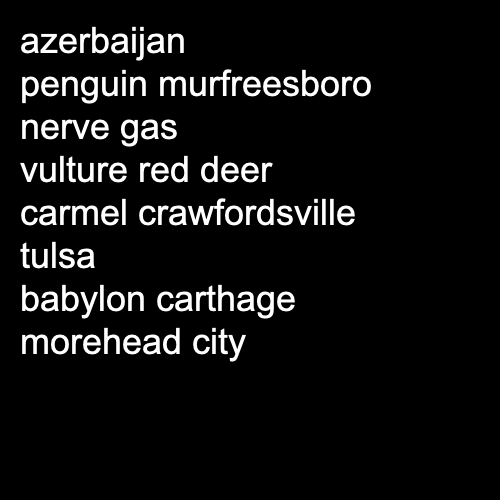 azerbaijan
penguin murfreesboro
nerve gas
vulture red deer
carmel crawfordsville
tulsa
babylon carthage
morehead city